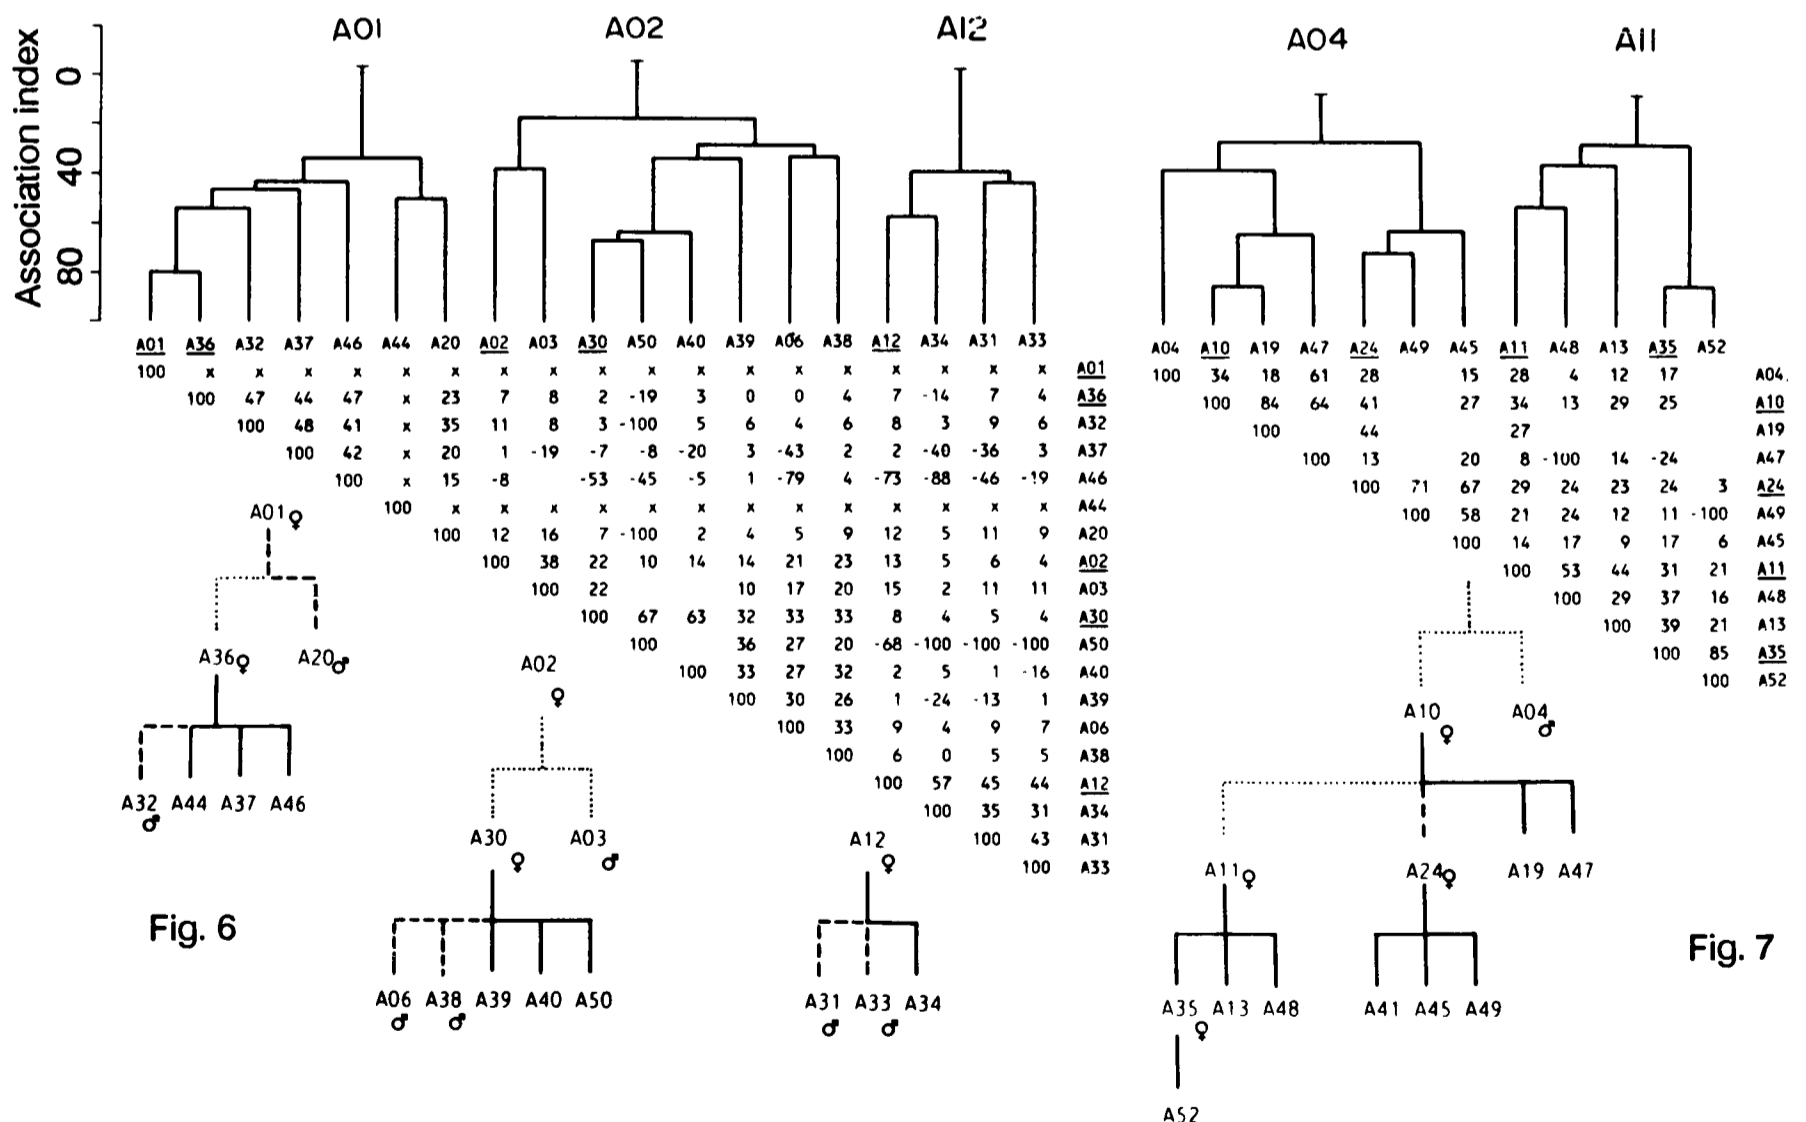 A01 A02 A12 A04 A11
Association index
0
40
80
A01 A36 A32 A37 A46 A44 A20 A02 A03 A30 A50 A40 A39 A06 A38 A12 A34 A31 A33
100 x x x x x x x x x x x x x x x x x x A01
100 47 44 47 x 23 7 8 2 -19 3 0 0 4 7 -14 7 4 A36
100 48 41 x 35 11 8 3 -100 5 6 4 6 8 3 9 6 A32
100 42 x 20 1 -19 -7 -8 -20 3 -43 2 2 -40 -36 3 A37
100 x 15 -8 -53 -45 -5 1 -79 4 -73 -88 -46 -19 A46
100 x x x x x x x x x x x x x A44
100 12 16 7 -100 2 4 5 9 12 5 11 9 A20
100 38 22 10 14 14 21 23 13 5 6 4 A02
100 22 10 17 20 15 2 11 11 A03
100 67 63 32 33 33 8 4 5 4 A30
100 36 27 20 -68 -100 -100 -100 A50
100 33 27 32 2 5 1 -16 A40
100 30 26 1 -24 -13 1 A39
100 33 9 4 9 7 A06
100 6 0 5 5 A38
100 57 45 44 A12
100 35 31 A34
100 43 A31
100 A33
A01 ♀
A36 ♀ A20 ♂
A32 A44 A37 A46
♂
A02
♀
A30 A03
♀ ♂
A06 A38 A39 A40 A50
♂ ♂
A12
♀
A31 A33 A34
♂ ♂
Fig. 6
A04 A10 A19 A47 A24 A49 A45 A11 A48 A13 A35 A52
100 34 18 61 28 15 28 4 12 17 A04.
100 84 64 41 27 34 13 29 25 A10
100 44 27 A19
100 13 20 8 -100 14 -24 A47
100 71 67 29 24 23 24 3 A24
100 58 21 24 12 11 -100 A49
100 14 17 9 17 6 A45
100 53 44 31 21 A11
100 29 37 16 A48
100 39 21 A13
100 85 A35
100 A52
A10 A04
♀ ♂
A11 ♀ A24 ♀ A19 A47
A35 A13 A48 A41 A45 A49
♀
A52
Fig. 7